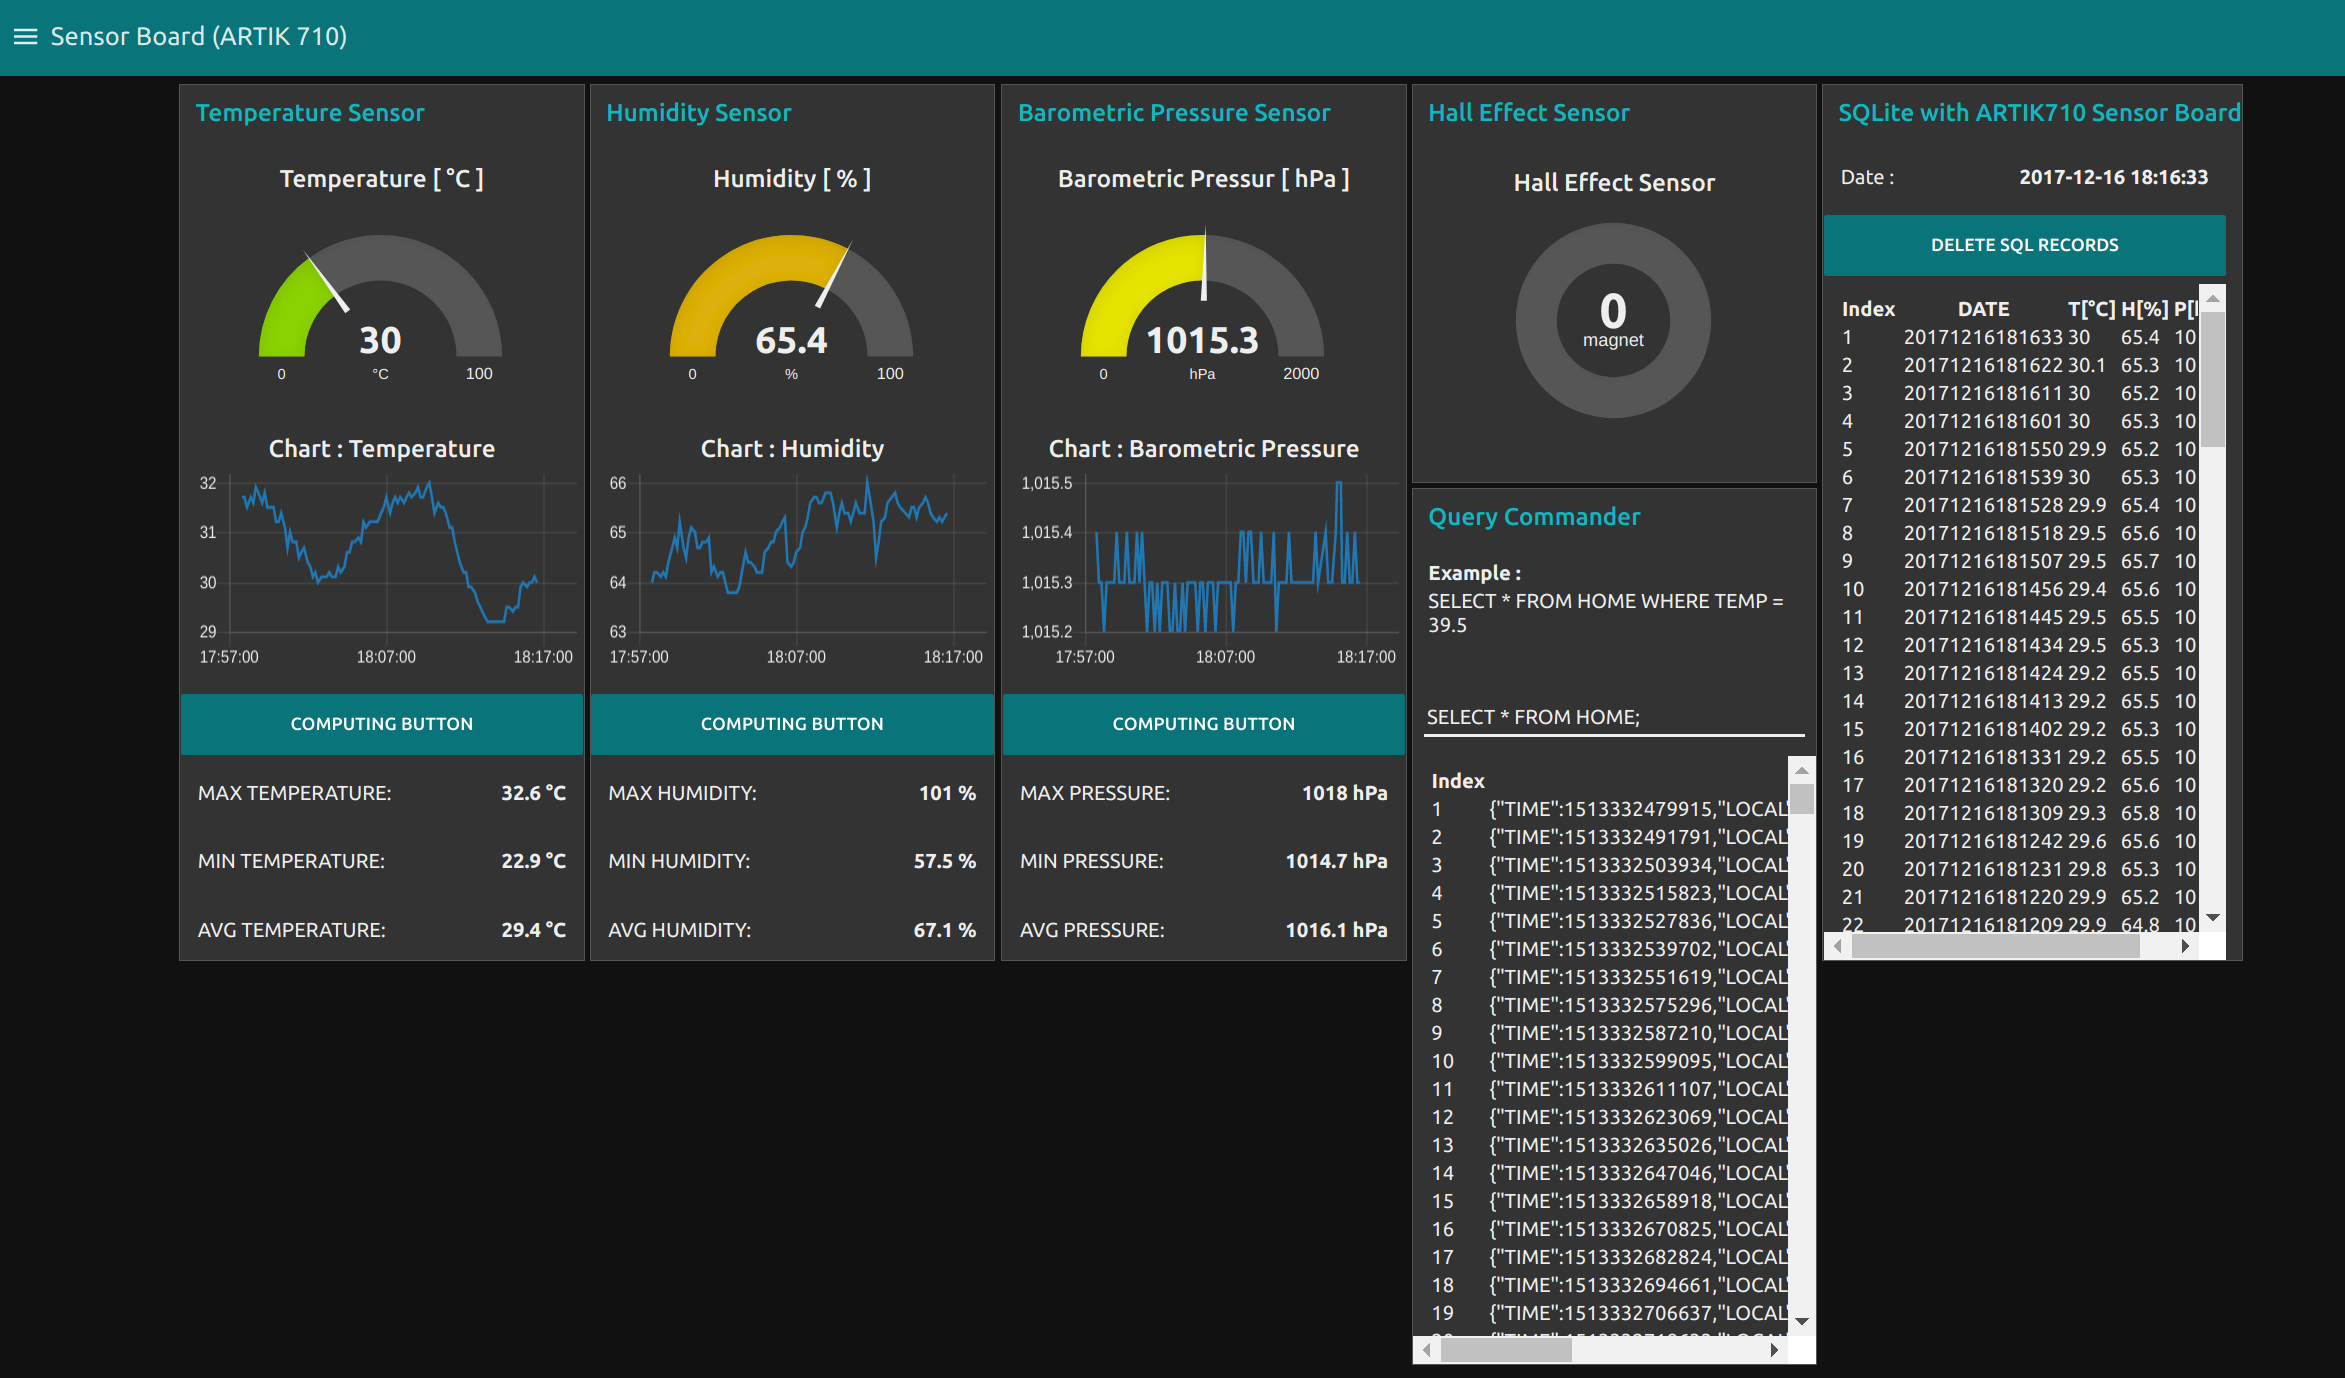 Sensor Board (ARTIK 710)
Temperature Sensor
Temperature [ °C ]
30
0 °C 100
Chart : Temperature
32
31
30
29
17:57:00 18:07:00 18:17:00
COMPUTING BUTTON
MAX TEMPERATURE: 32.6 °C
MIN TEMPERATURE: 22.9 °C
AVG TEMPERATURE: 29.4 °C
Humidity Sensor
Humidity [ % ]
65.4
0 % 100
Chart : Humidity
66
65
64
63
17:57:00 18:07:00 18:17:00
COMPUTING BUTTON
MAX HUMIDITY: 101 %
MIN HUMIDITY: 57.5 %
AVG HUMIDITY: 67.1 %
Barometric Pressure Sensor
Barometric Pressur [ hPa ]
1015.3
0 hPa 2000
Chart : Barometric Pressure
1,015.5
1,015.4
1,015.3
1,015.2
17:57:00 18:07:00 18:17:00
COMPUTING BUTTON
MAX PRESSURE: 1018 hPa
MIN PRESSURE: 1014.7 hPa
AVG PRESSURE: 1016.1 hPa
Hall Effect Sensor
Hall Effect Sensor
0
magnet
Query Commander
Example :
SELECT * FROM HOME WHERE TEMP =
39.5
SELECT * FROM HOME;
Index
1 {"TIME":1513332479915,"LOCAL"
2 {"TIME":1513332491791,"LOCAL"
3 {"TIME":1513332503934,"LOCAL"
4 {"TIME":1513332515823,"LOCAL"
5 {"TIME":1513332527836,"LOCAL"
6 {"TIME":1513332539702,"LOCAL"
7 {"TIME":1513332551619,"LOCAL"
8 {"TIME":1513332575296,"LOCAL"
9 {"TIME":1513332587210,"LOCAL"
10 {"TIME":1513332599095,"LOCAL"
11 {"TIME":1513332611107,"LOCAL"
12 {"TIME":1513332623069,"LOCAL"
13 {"TIME":1513332635026,"LOCAL"
14 {"TIME":1513332647046,"LOCAL"
15 {"TIME":1513332658918,"LOCAL"
16 {"TIME":1513332670825,"LOCAL"
17 {"TIME":1513332682824,"LOCAL"
18 {"TIME":1513332694661,"LOCAL"
19 {"TIME":1513332706637,"LOCAL"
SQLite with ARTIK710 Sensor Board
Date : 2017-12-16 18:16:33
DELETE SQL RECORDS
Index DATE T[°C] H[%] P[
1 20171216181633 30 65.4 10
2 20171216181622 30.1 65.3 10
3 20171216181611 30 65.2 10
4 20171216181601 30 65.3 10
5 20171216181550 29.9 65.2 10
6 20171216181539 30 65.3 10
7 20171216181528 29.9 65.4 10
8 20171216181518 29.5 65.6 10
9 20171216181507 29.5 65.7 10
10 20171216181456 29.4 65.6 10
11 20171216181445 29.5 65.5 10
12 20171216181434 29.5 65.3 10
13 20171216181424 29.2 65.5 10
14 20171216181413 29.2 65.5 10
15 20171216181402 29.2 65.3 10
16 20171216181331 29.2 65.5 10
17 20171216181320 29.2 65.6 10
18 20171216181309 29.3 65.8 10
19 20171216181242 29.6 65.6 10
20 20171216181231 29.8 65.3 10
21 20171216181220 29.9 65.2 10
22 20171216181209 29.9 64.8 10